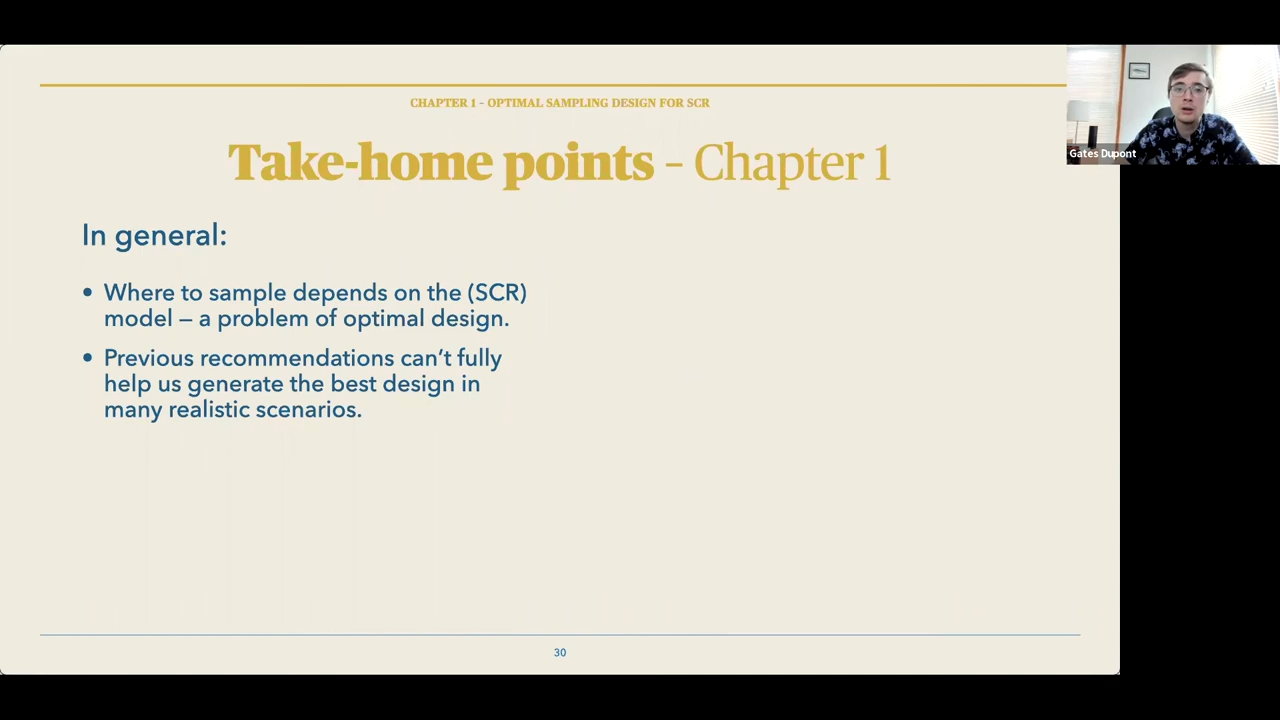 CHAPTER 1 - OPTIMAL SAMPLING DESIGN FOR SCR
Take-home points – Chapter 1
In general:
• Where to sample depends on the (SCR)
model – a problem of optimal design.
• Previous recommendations can’t fully
help us generate the best design in
many realistic scenarios.
30
Gates Dupont